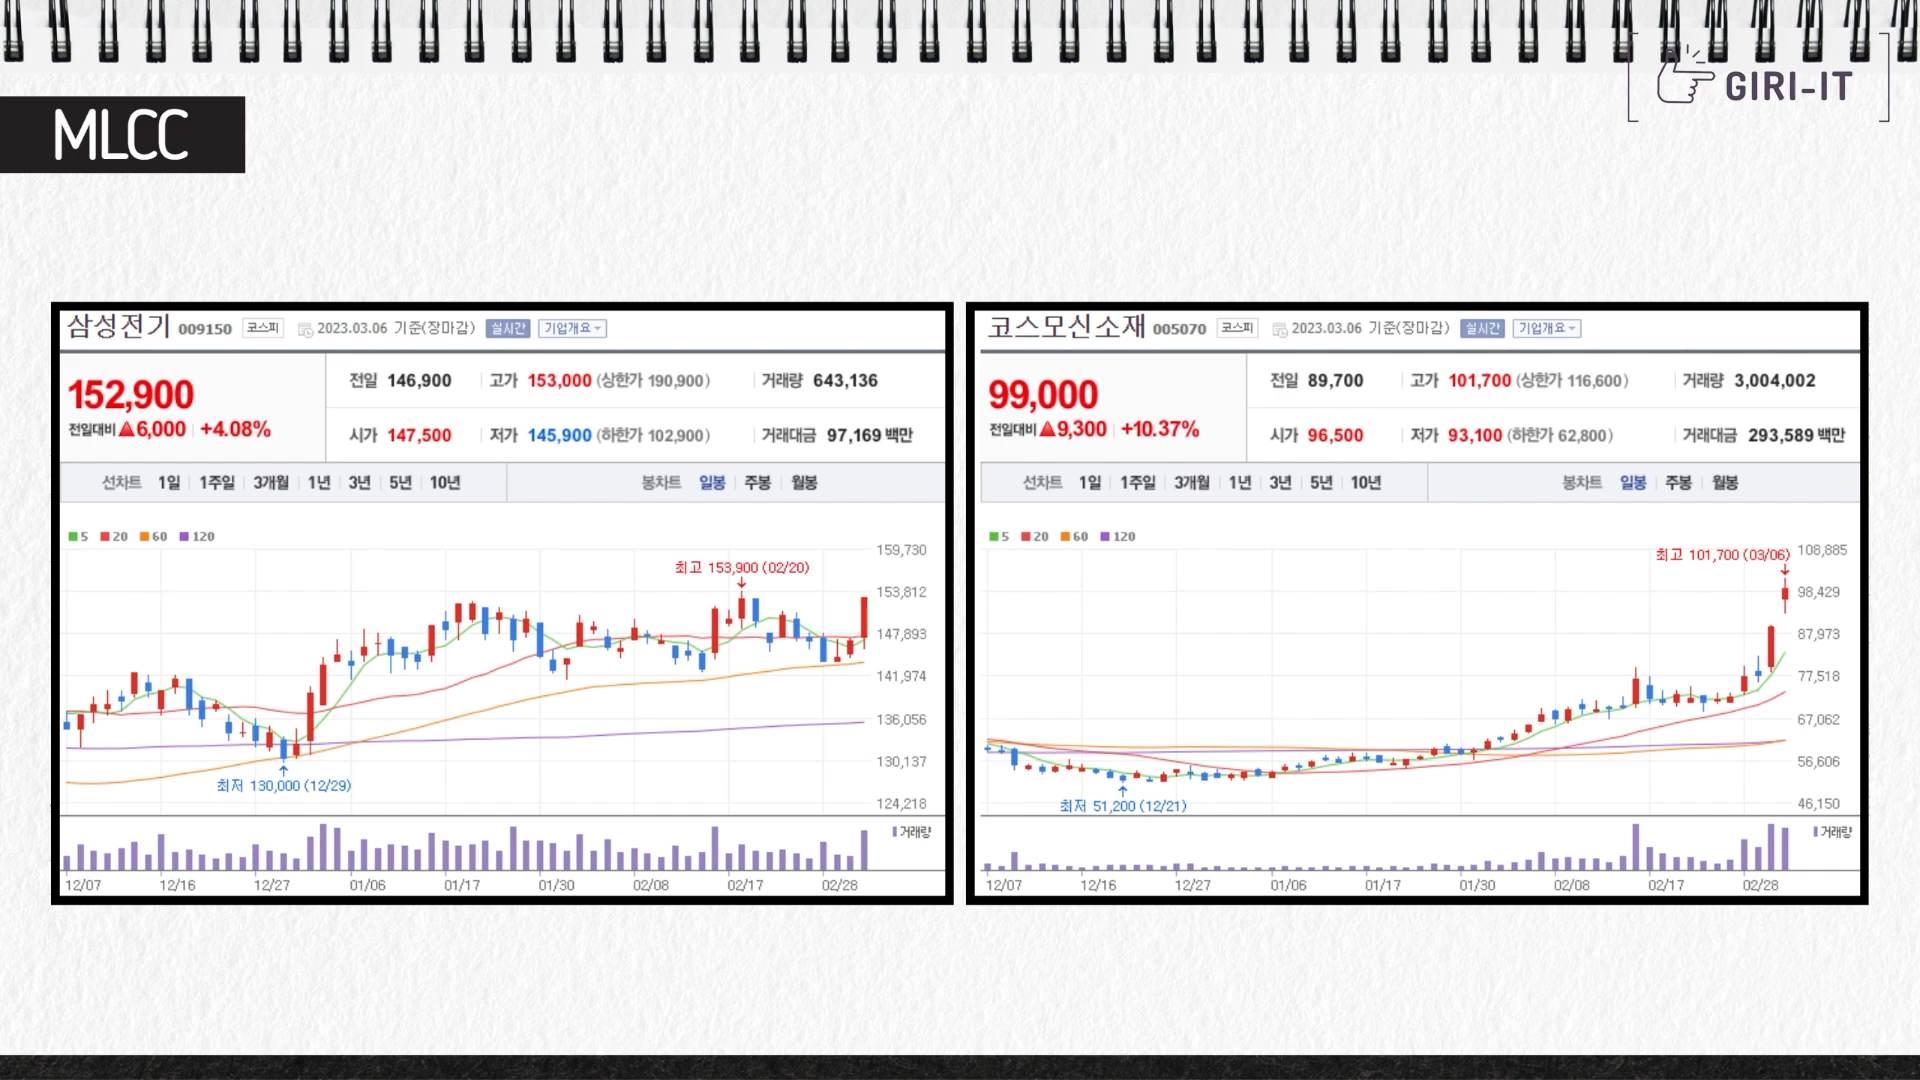 GIRI-IT
MLCC
삼성전기 009150 코스피 2023.03.06 기준(장마감) 실시간 기업개요
152,900
전일대비 ▲6,000 +4.08%
전일 146,900 고가 153,000 (상한가 190,900) 거래량 643,136
시가 147,500 저가 145,900 (하한가 102,900) 거래대금 97,169 백만
선차트 1일 1주일 3개월 1년 3년 5년 10년 봉차트 일봉 주봉 월봉
5 20 60 120
최고 153,900 (02/20)
최저 130,000 (12/29)
159,730
153,812
147,893
141,974
136,056
130,137
124,218
거래량
12/07 12/16 12/27 01/06 01/17 01/30 02/08 02/17 02/28
코스모신소재 005070 코스피 2023.03.06 기준(장마감) 실시간 기업개요
99,000
전일대비 ▲9,300 +10.37%
전일 89,700 고가 101,700 (상한가 116,600) 거래량 3,004,002
시가 96,500 저가 93,100 (하한가 62,800) 거래대금 293,589 백만
선차트 1일 1주일 3개월 1년 3년 5년 10년 봉차트 일봉 주봉 월봉
5 20 60 120
최고 101,700 (03/06)
최저 51,200 (12/21)
108,885
98,429
87,973
77,518
67,062
56,606
46,150
거래량
12/07 12/16 12/27 01/06 01/17 01/30 02/08 02/17 02/28